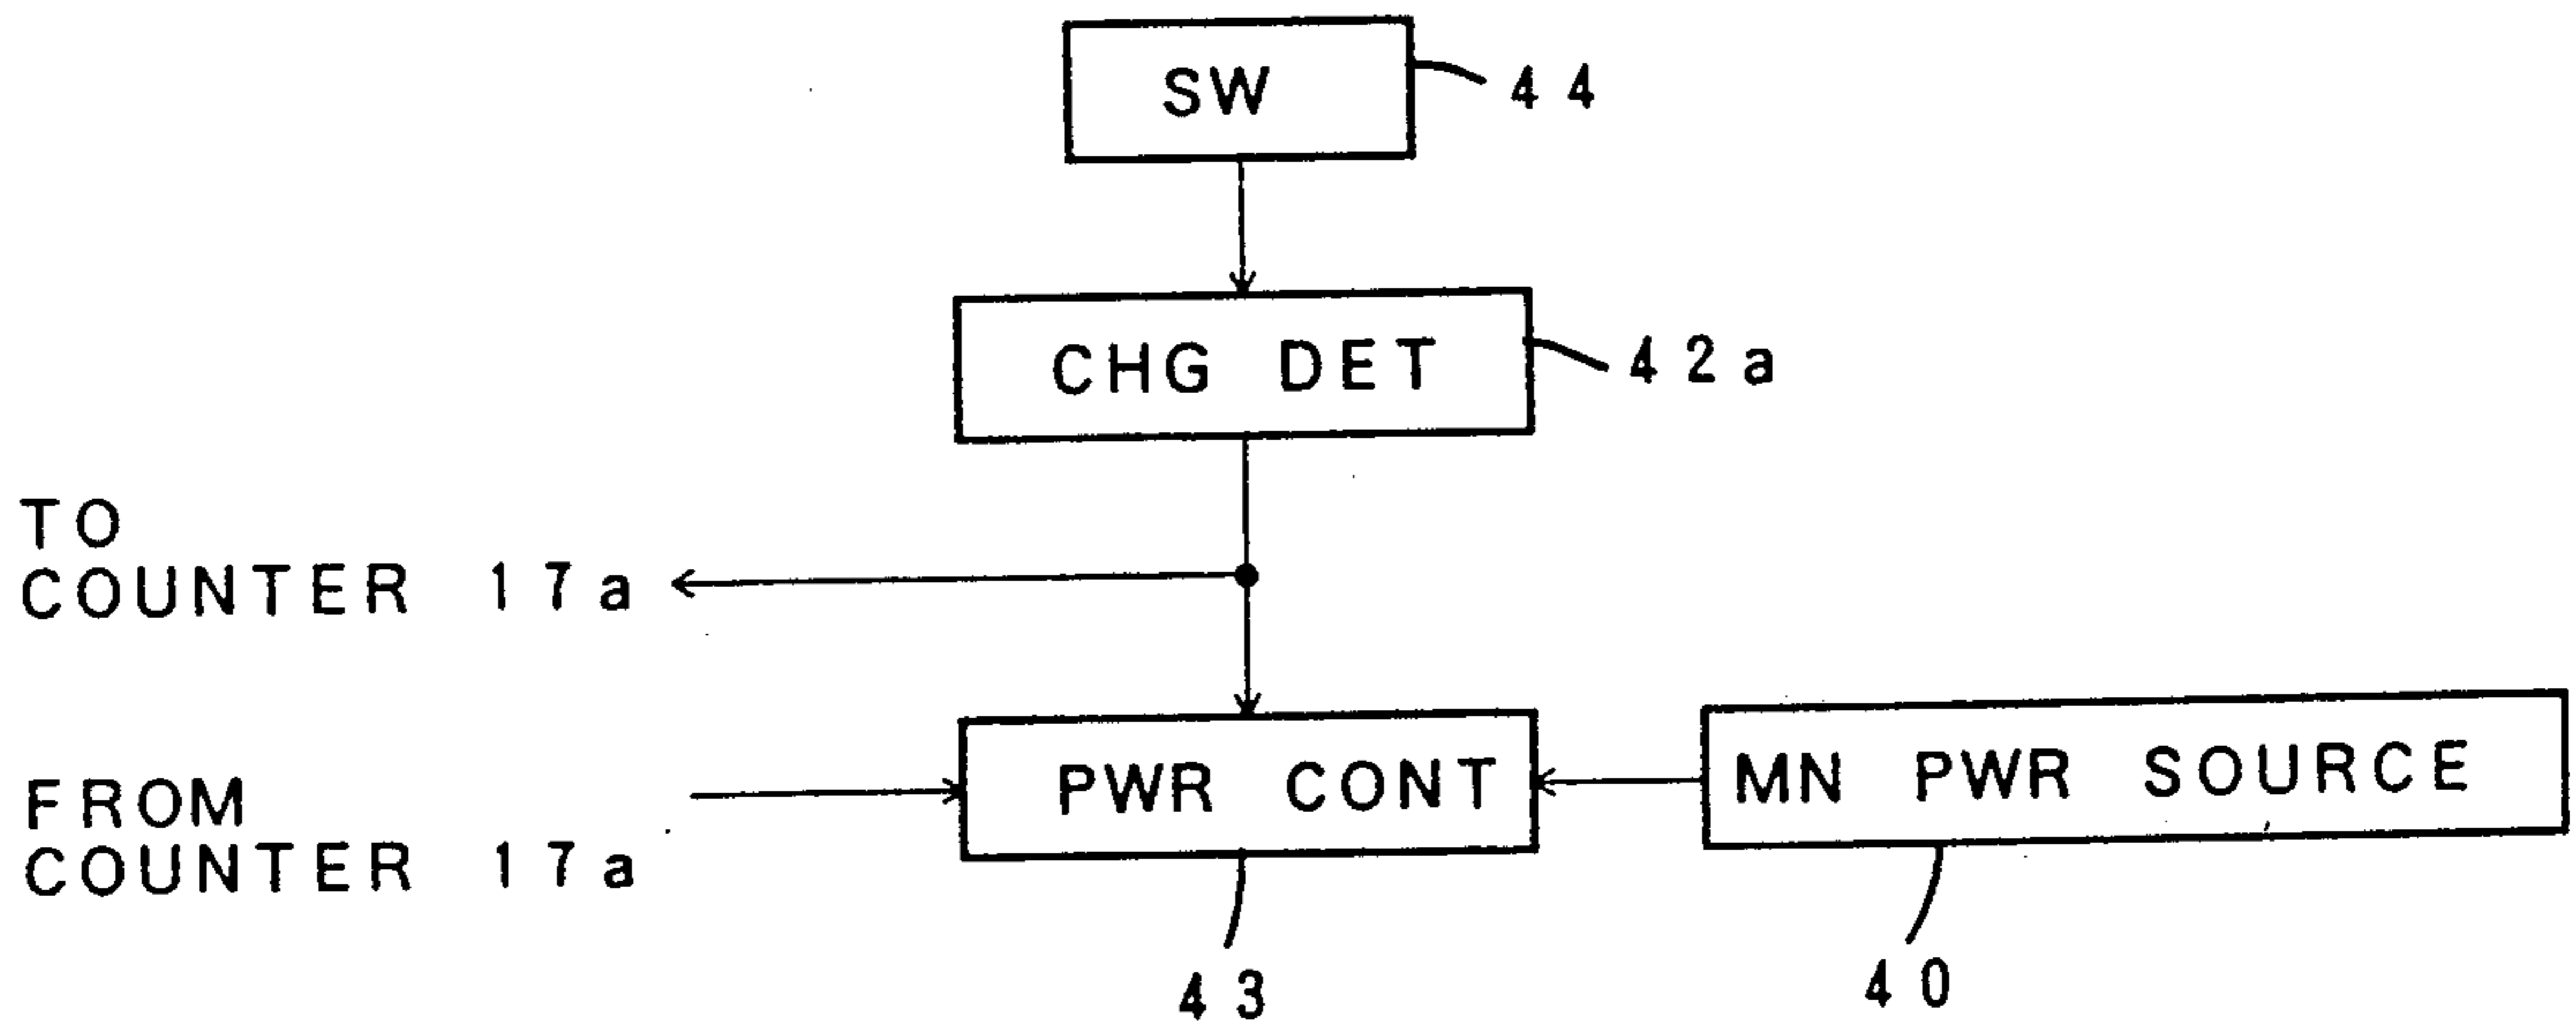 SW
44
CHG DET
42a
TO
COUNTER 17a
FROM
COUNTER 17a
PWR CONT
MN PWR SOURCE
43
40